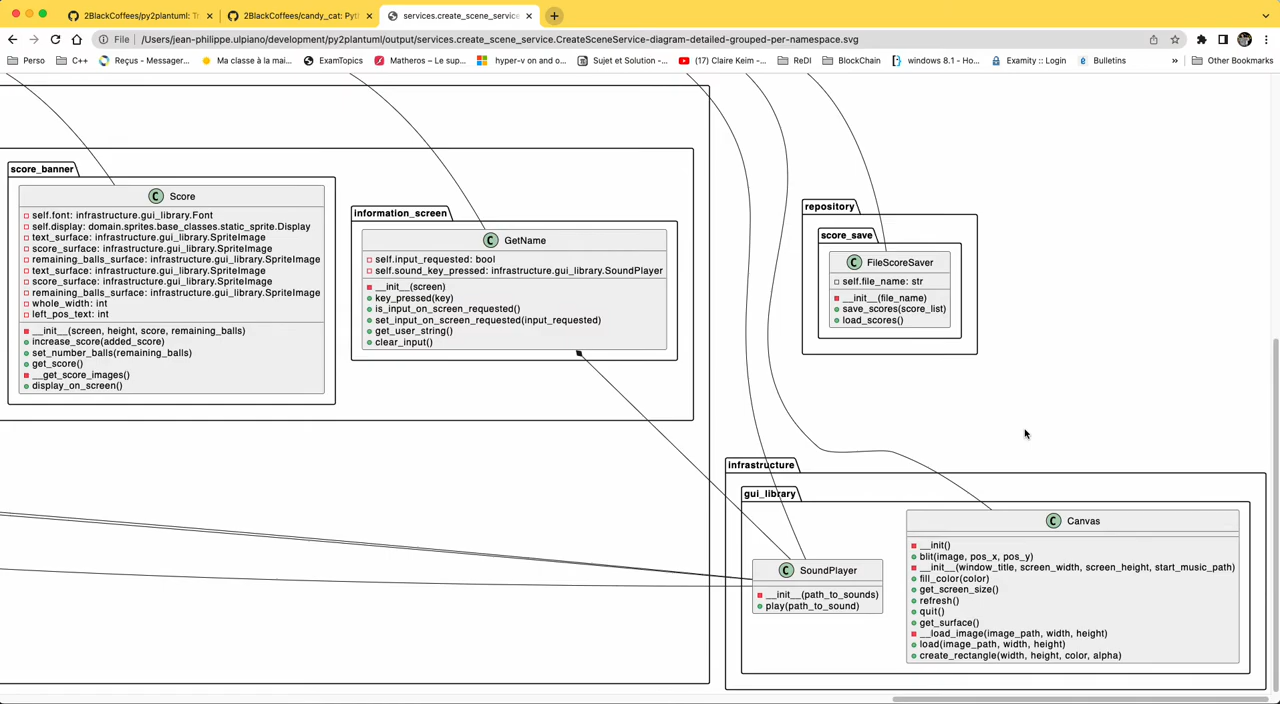 2BlackCoffees/py2plantuml: Tr
2BlackCoffees/candy_cat: Pyth
services.create_scene_service
File
/Users/jean-philippe.ulpiano/development/py2plantuml/output/services.create_scene_service.CreateSceneService-diagram-detailed-grouped-per-namespace.svg
Perso
C++
Reçus - Messager...
Ma classe à la mai...
ExamTopics
Matheros – Le sup...
hyper-v on and o...
Sujet et Solution -...
(17) Claire Keim -...
ReDI
BlockChain
windows 8.1 - Ho...
Examity :: Login
Bulletins
»
Other Bookmarks
score_banner
C Score
self.font: infrastructure.gui_library.Font
self.display: domain.sprites.base_classes.static_sprite.Display
text_surface: infrastructure.gui_library.SpriteImage
score_surface: infrastructure.gui_library.SpriteImage
remaining_balls_surface: infrastructure.gui_library.SpriteImage
text_surface: infrastructure.gui_library.SpriteImage
score_surface: infrastructure.gui_library.SpriteImage
remaining_balls_surface: infrastructure.gui_library.SpriteImage
whole_width: int
left_pos_text: int
__init__(screen, height, score, remaining_balls)
increase_score(added_score)
set_number_balls(remaining_balls)
get_score()
__get_score_images()
display_on_screen()
information_screen
C GetName
self.input_requested: bool
self.sound_key_pressed: infrastructure.gui_library.SoundPlayer
__init__(screen)
key_pressed(key)
is_input_on_screen_requested()
set_input_on_screen_requested(input_requested)
get_user_string()
clear_input()
repository
score_save
C FileScoreSaver
self.file_name: str
__init__(file_name)
save_scores(score_list)
load_scores()
infrastructure
gui_library
C SoundPlayer
__init__(path_to_sounds)
play(path_to_sound)
C Canvas
__init()
blit(image, pos_x, pos_y)
__init__(window_title, screen_width, screen_height, start_music_path)
fill_color(color)
get_screen_size()
refresh()
quit()
get_surface()
__load_image(image_path, width, height)
load(image_path, width, height)
create_rectangle(width, height, color, alpha)